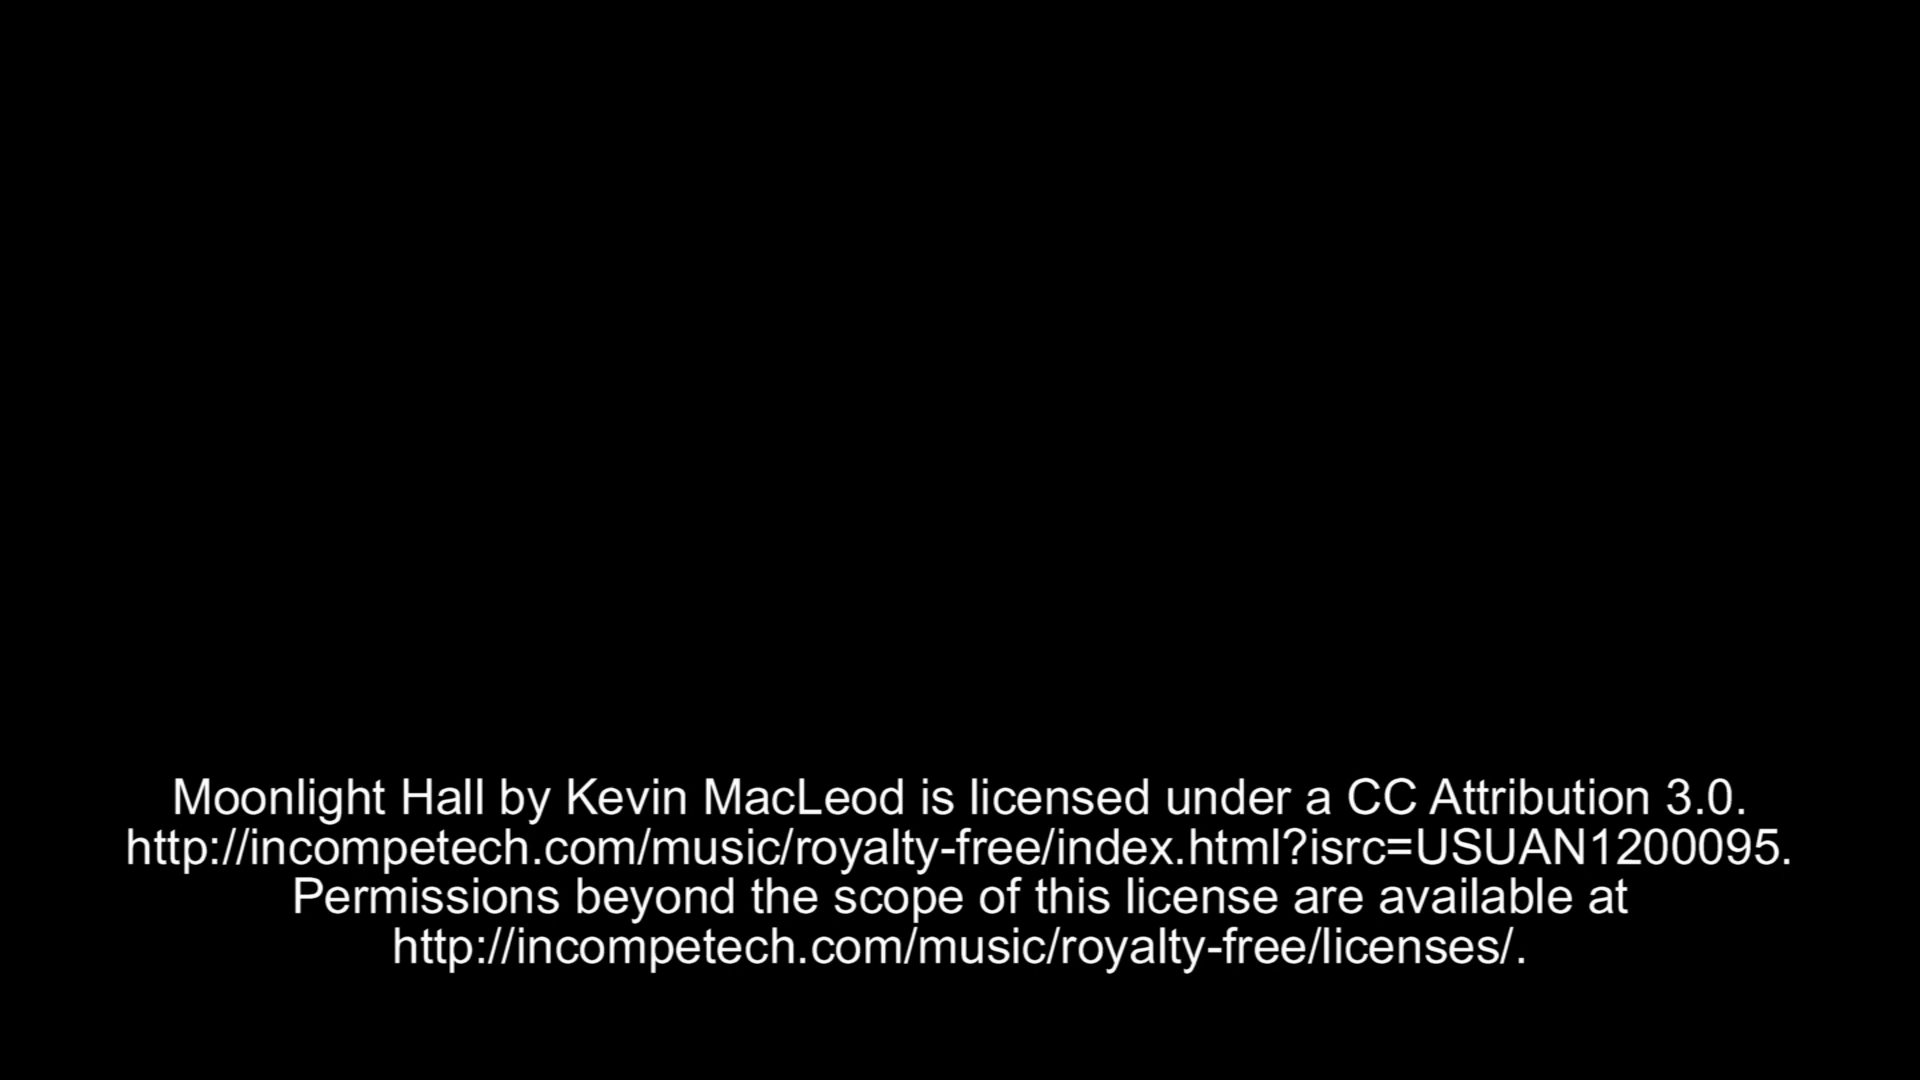 Moonlight Hall by Kevin MacLeod is licensed under a CC Attribution 3.0.
http://incompetech.com/music/royalty-free/index.html?isrc=USUAN1200095.
Permissions beyond the scope of this license are available at
http://incompetech.com/music/royalty-free/licenses/.